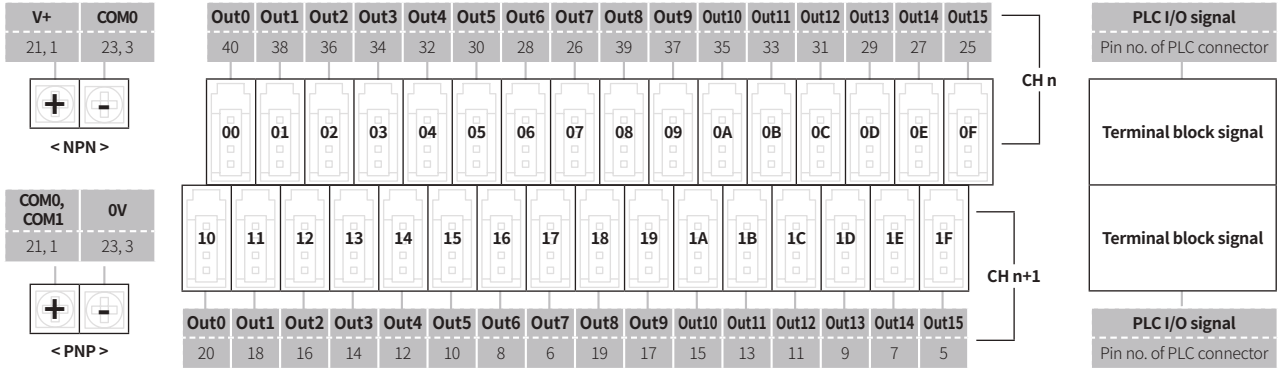 V+ COM0 Out0 Out1 Out2 Out3 Out4 Out5 Out6 Out7 Out8 Out9 Out10 Out11 Out12 Out13 Out14 Out15 PLC I/O signal
21, 1 23, 3 40 38 36 34 32 30 28 26 39 37 35 33 31 29 27 25 Pin no. of PLC connector
CH n
+ -
00 01 02 03 04 05 06 07 08 09 0A 0B 0C 0D 0E 0F Terminal block signal
< NPN >
COM0, COM1 0V
21, 1 23, 3
10 11 12 13 14 15 16 17 18 19 1A 1B 1C 1D 1E 1F Terminal block signal
CH n+1
+ -
Out0 Out1 Out2 Out3 Out4 Out5 Out6 Out7 Out8 Out9 Out10 Out11 Out12 Out13 Out14 Out15 PLC I/O signal
< PNP > 20 18 16 14 12 10 8 6 19 17 15 13 11 9 7 5 Pin no. of PLC connector